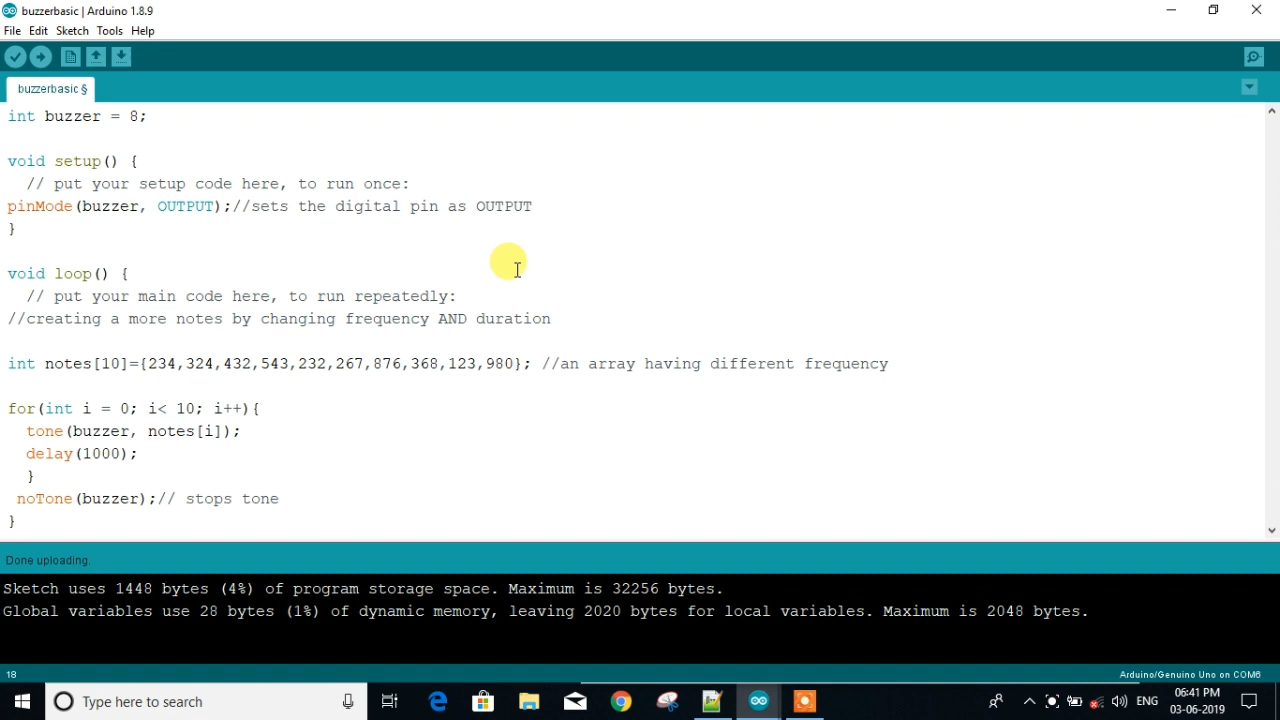 buzzerbasic | Arduino 1.8.9
File Edit Sketch Tools Help
buzzerbasic §
int buzzer = 8;
void setup() {
// put your setup code here, to run once:
pinMode(buzzer, OUTPUT);//sets the digital pin as OUTPUT
}
void loop() {
// put your main code here, to run repeatedly:
//creating a more notes by changing frequency AND duration
int notes[10]={234,324,432,543,232,267,876,368,123,980}; //an array having different frequency
for(int i = 0; i< 10; i++){
tone(buzzer, notes[i]);
delay(1000);
}
noTone(buzzer);// stops tone
}
Done uploading.
Sketch uses 1448 bytes (4%) of program storage space. Maximum is 32256 bytes.
Global variables use 28 bytes (1%) of dynamic memory, leaving 2020 bytes for local variables. Maximum is 2048 bytes.
18 Arduino/Genuino Uno on COM6
Type here to search ENG 06:41 PM
03-06-2019